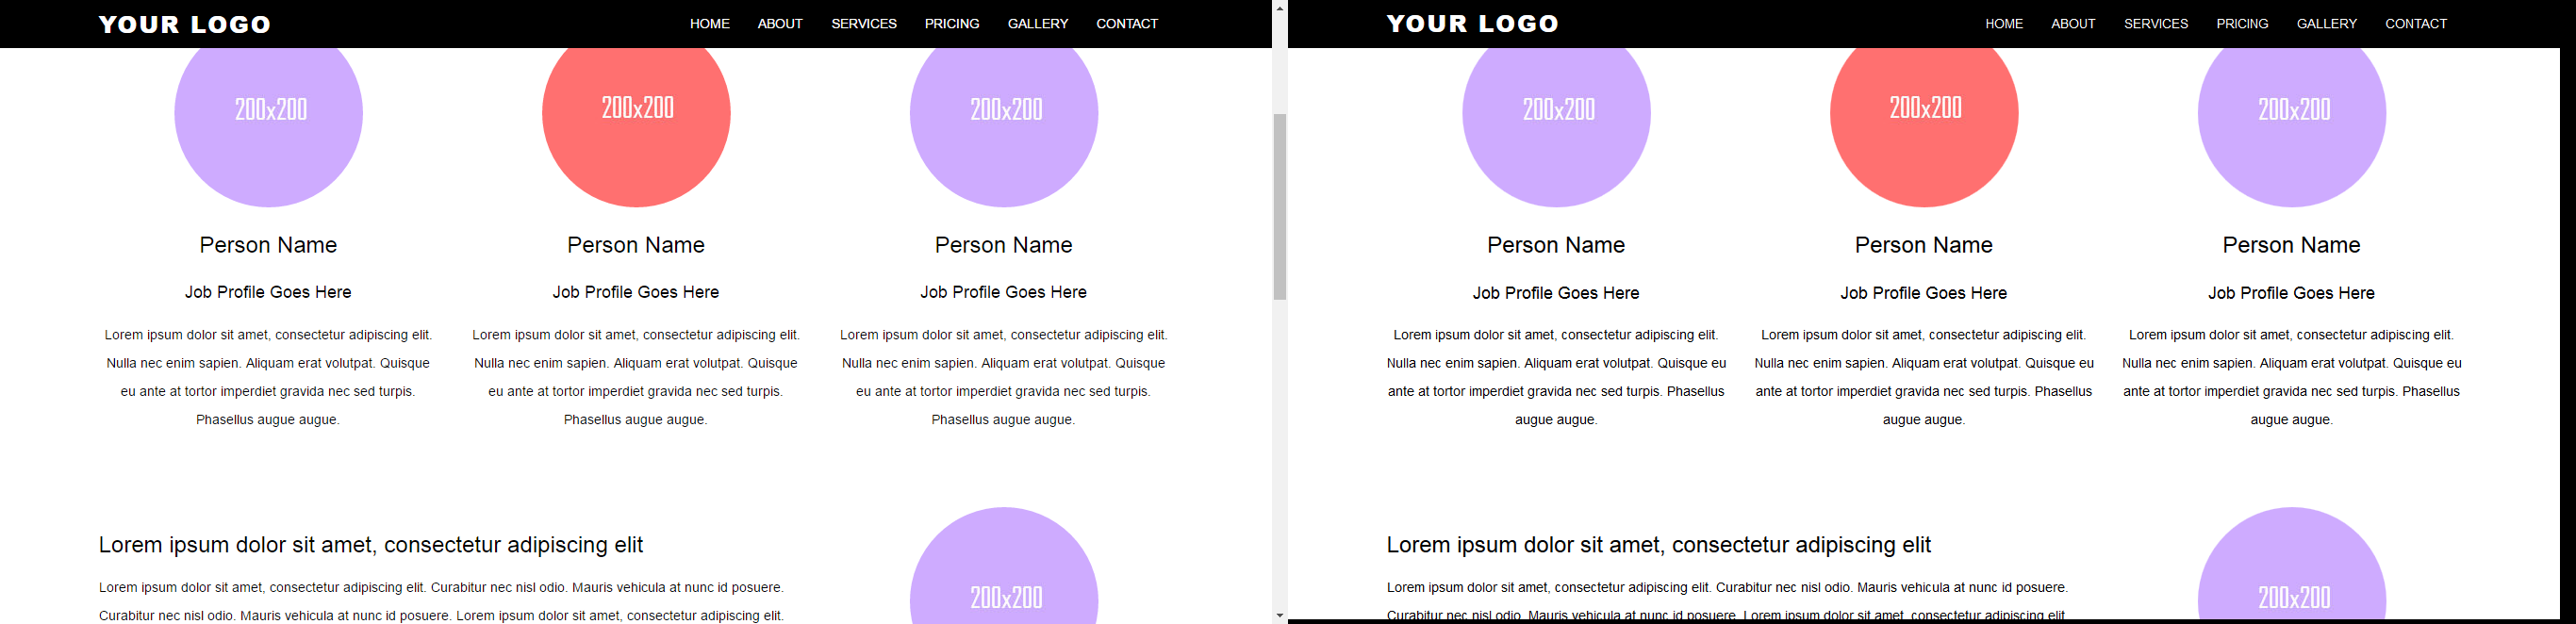 YOUR LOGO
HOME ABOUT SERVICES PRICING GALLERY CONTACT
200x200
200x200
200x200
Person Name
Job Profile Goes Here
Lorem ipsum dolor sit amet, consectetur adipiscing elit.
Nulla nec enim sapien. Aliquam erat volutpat. Quisque
eu ante at tortor imperdiet gravida nec sed turpis.
Phasellus augue augue.
Person Name
Job Profile Goes Here
Lorem ipsum dolor sit amet, consectetur adipiscing elit.
Nulla nec enim sapien. Aliquam erat volutpat. Quisque
eu ante at tortor imperdiet gravida nec sed turpis.
Phasellus augue augue.
Person Name
Job Profile Goes Here
Lorem ipsum dolor sit amet, consectetur adipiscing elit.
Nulla nec enim sapien. Aliquam erat volutpat. Quisque
eu ante at tortor imperdiet gravida nec sed turpis.
Phasellus augue augue.
Lorem ipsum dolor sit amet, consectetur adipiscing elit
Lorem ipsum dolor sit amet, consectetur adipiscing elit. Curabitur nec nisl odio. Mauris vehicula at nunc id posuere.
Curabitur nec nisl odio. Mauris vehicula at nunc id posuere. Lorem ipsum dolor sit amet, consectetur adipiscing elit.
200x200
YOUR LOGO
HOME ABOUT SERVICES PRICING GALLERY CONTACT
200x200
200x200
200x200
Person Name
Job Profile Goes Here
Lorem ipsum dolor sit amet, consectetur adipiscing elit.
Nulla nec enim sapien. Aliquam erat volutpat. Quisque eu
ante at tortor imperdiet gravida nec sed turpis. Phasellus
augue augue.
Person Name
Job Profile Goes Here
Lorem ipsum dolor sit amet, consectetur adipiscing elit.
Nulla nec enim sapien. Aliquam erat volutpat. Quisque eu
ante at tortor imperdiet gravida nec sed turpis. Phasellus
augue augue.
Person Name
Job Profile Goes Here
Lorem ipsum dolor sit amet, consectetur adipiscing elit.
Nulla nec enim sapien. Aliquam erat volutpat. Quisque eu
ante at tortor imperdiet gravida nec sed turpis. Phasellus
augue augue.
Lorem ipsum dolor sit amet, consectetur adipiscing elit
Lorem ipsum dolor sit amet, consectetur adipiscing elit. Curabitur nec nisl odio. Mauris vehicula at nunc id posuere.
Curabitur nec nisl odio. Mauris vehicula at nunc id posuere. Lorem ipsum dolor sit amet, consectetur adipiscing elit.
200x200